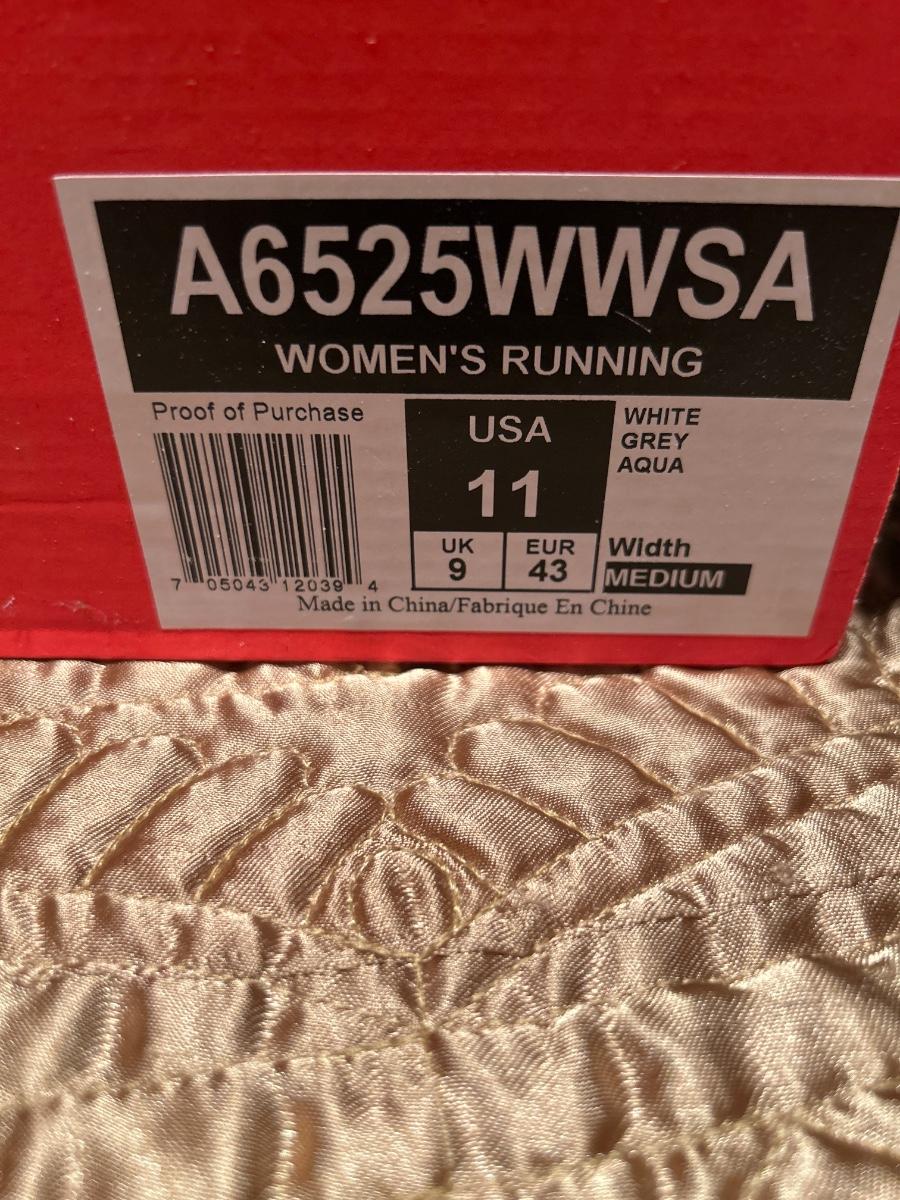 A6525WWSA
WOMEN'S RUNNING
Proof of Purchase
7 05043 12039 4
USA
11
UK
9
EUR
43
WHITE
GREY
AQUA
Width
MEDIUM
Made in China/Fabrique En Chine